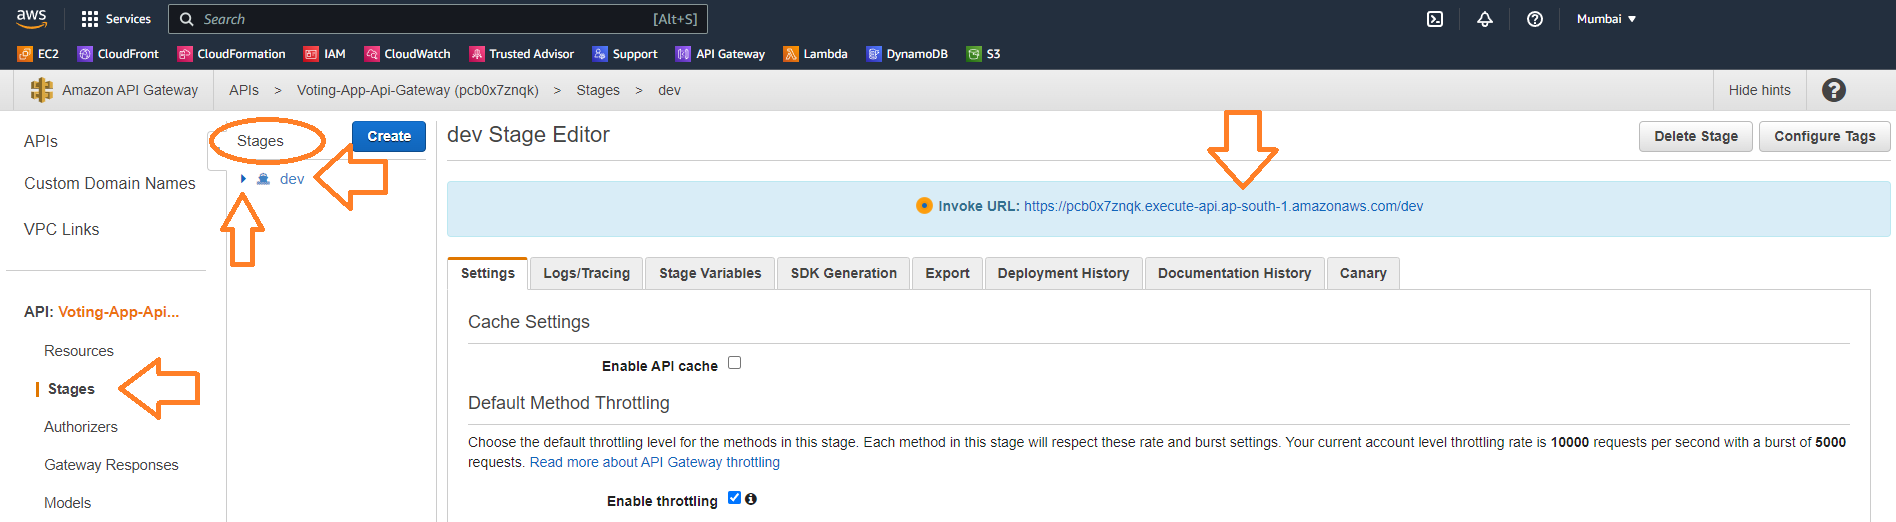 aws Services Search [Alt+S] Mumbai ▼
EC2 CloudFront CloudFormation IAM CloudWatch Trusted Advisor Support API Gateway Lambda DynamoDB S3
Amazon API Gateway APIs > Voting-App-Api-Gateway (pcb0x7znqk) > Stages > dev Hide hints ?
APIs
Custom Domain Names
VPC Links
API: Voting-App-Api...
Resources
Stages
Authorizers
Gateway Responses
Models
Stages Create
dev
dev Stage Editor Delete Stage Configure Tags
Invoke URL: https://pcb0x7znqk.execute-api.ap-south-1.amazonaws.com/dev
Settings Logs/Tracing Stage Variables SDK Generation Export Deployment History Documentation History Canary
Cache Settings
Enable API cache
Default Method Throttling
Choose the default throttling level for the methods in this stage. Each method in this stage will respect these rate and burst settings. Your current account level throttling rate is 10000 requests per second with a burst of 5000
requests. Read more about API Gateway throttling
Enable throttling